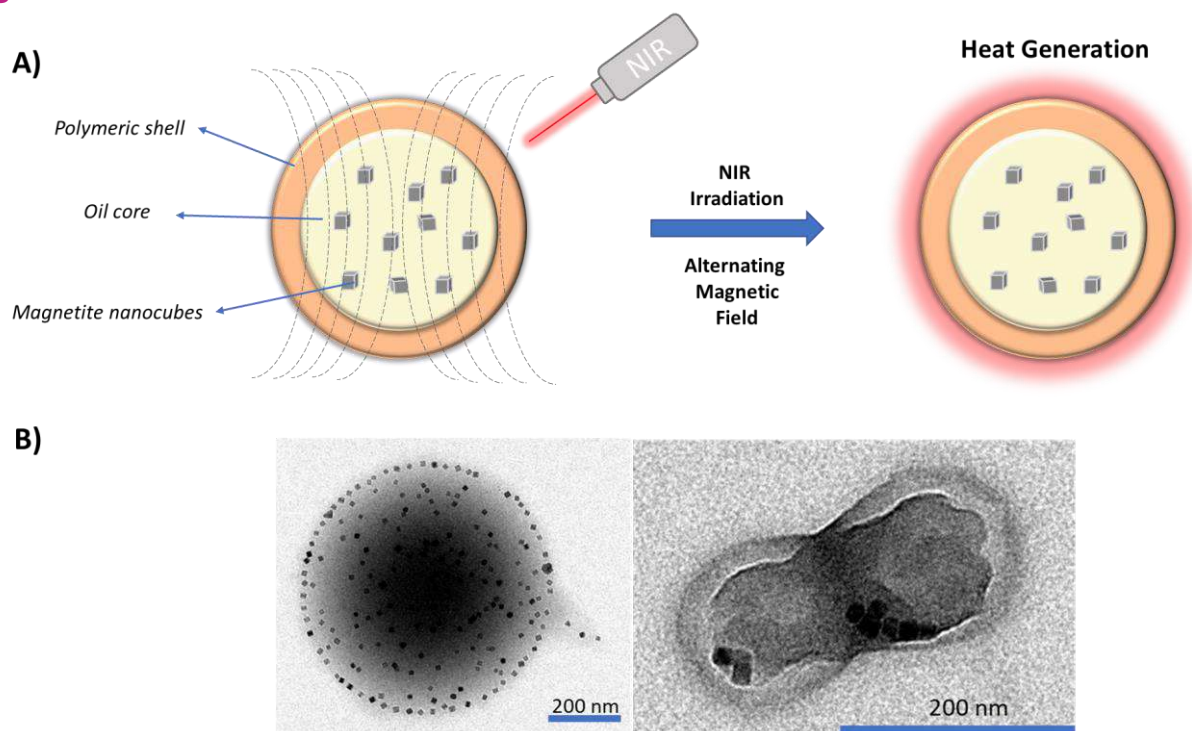 A)
NIR
Heat Generation
Polymeric shell
Oil core
Magnetite nanocubes
NIR
Irradiation
Alternating
Magnetic
Field
B)
200 nm
200 nm